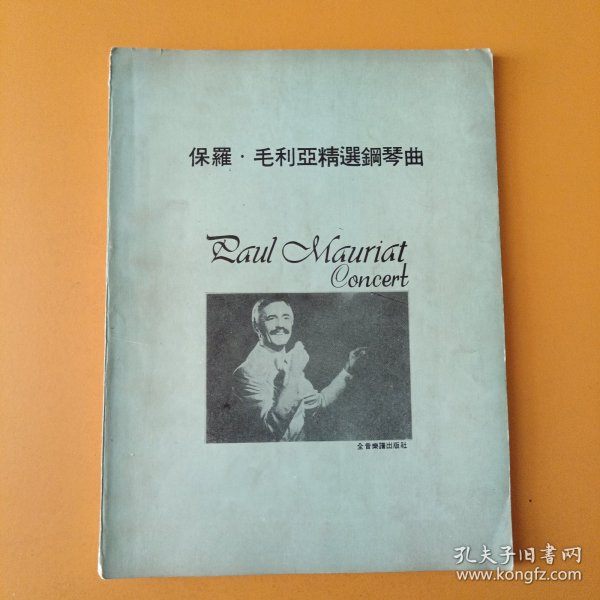 保羅·毛利亞精選鋼琴曲
Paul Mauriat
Concert
全音樂譜出版社
孔夫子旧书网
www.kongfz.com